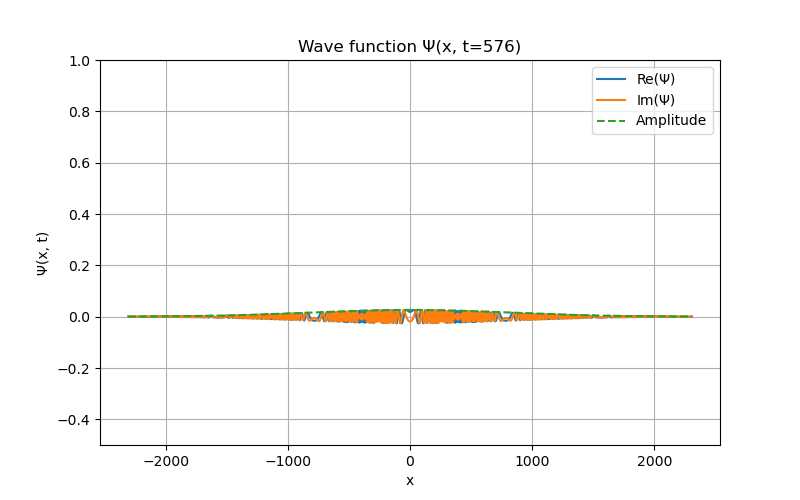 Wave function Ψ(x, t=576)
1.0
0.8
0.6
0.4
0.2
0.0
−0.2
−0.4
Ψ(x, t)
Re(Ψ)
Im(Ψ)
Amplitude
−2000 −1000 0 1000 2000
x